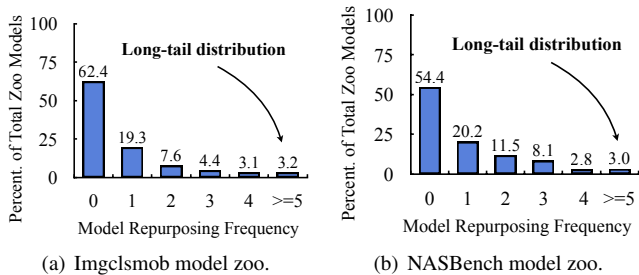 Percent. of Total Zoo Models
100
75
50
25
0
Long-tail distribution
62.4
19.3
7.6
4.4
3.1
3.2
0 1 2 3 4 >=5
Model Repurposing Frequency
(a) Imgclsmob model zoo.
Percent. of Total Zoo Models
100
75
50
25
0
Long-tail distribution
54.4
20.2
11.5
8.1
2.8
3.0
0 1 2 3 4 >=5
Model Repurposing Frequency
(b) NASBench model zoo.